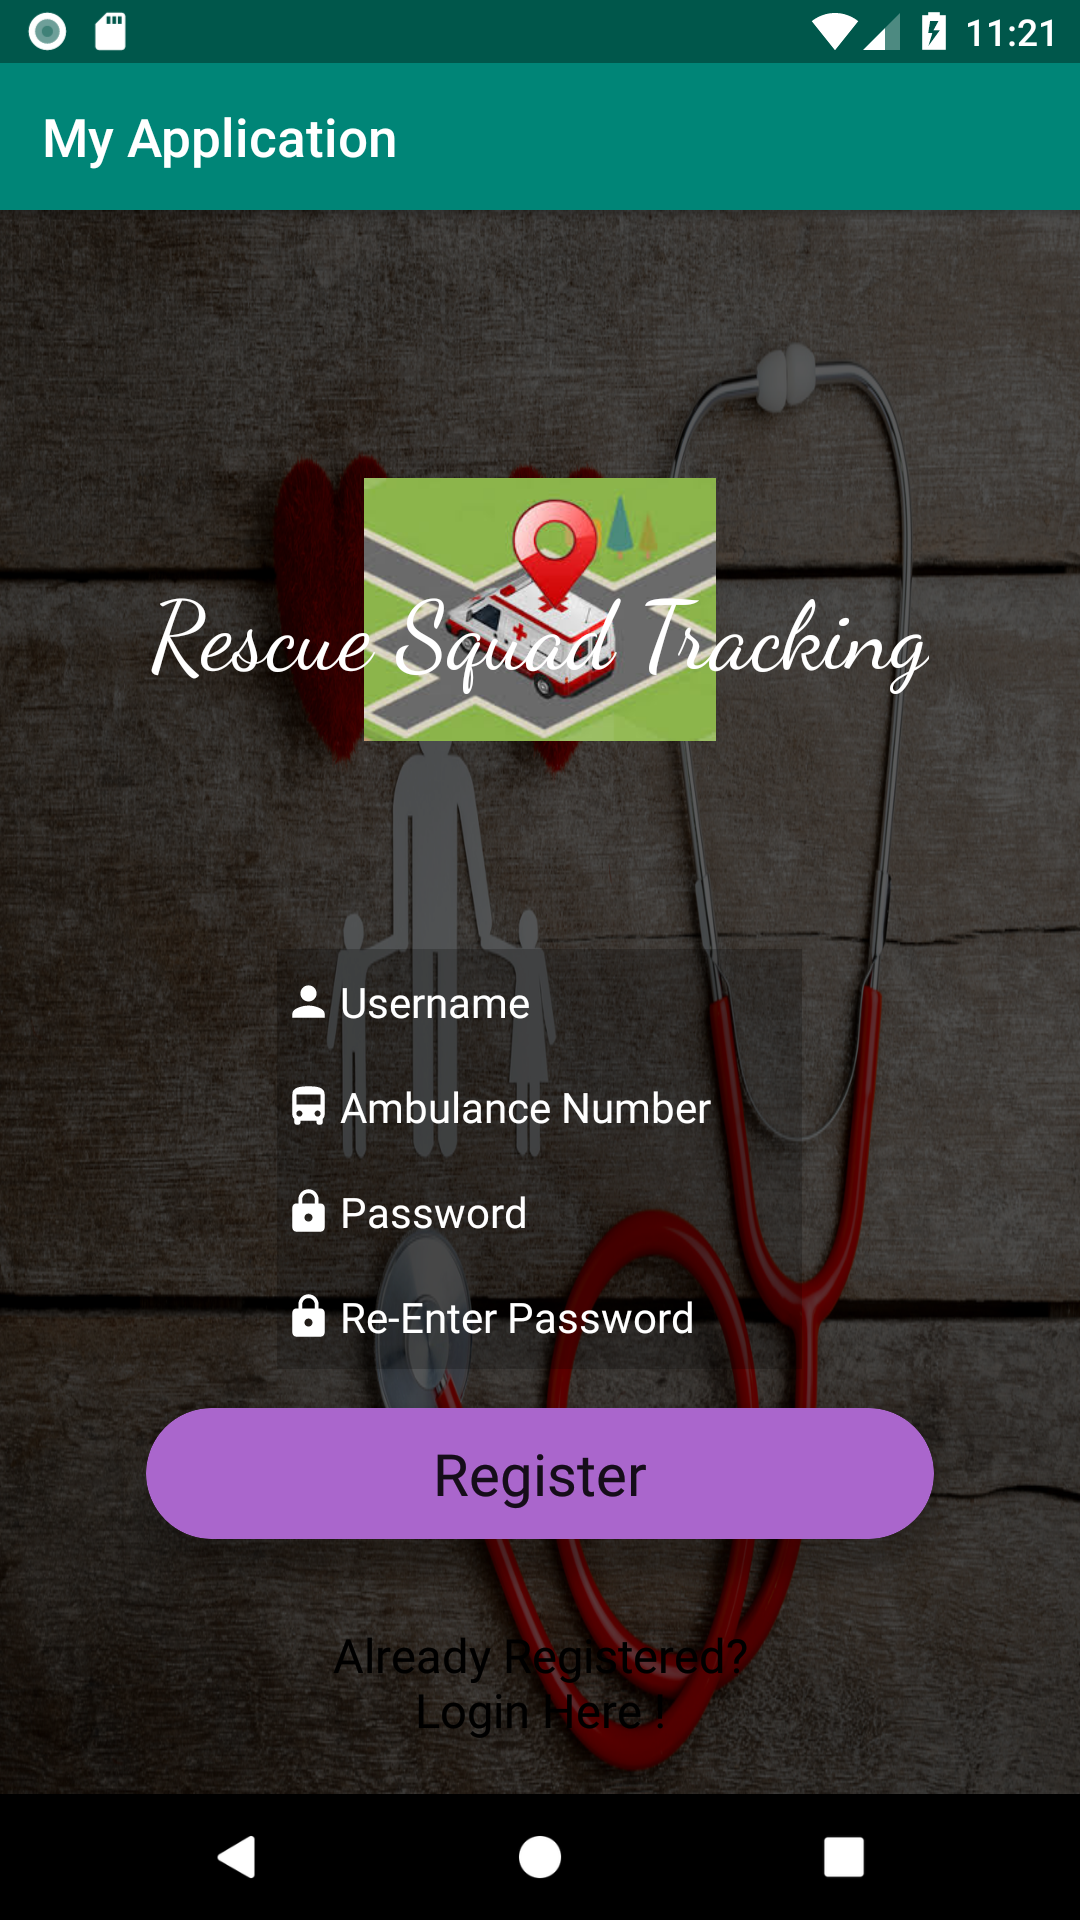 11:21
My Application
Rescue Squad Tracking
Username
Ambulance Number
Password
Re-Enter Password
Register
Already Registered?
Login Here !